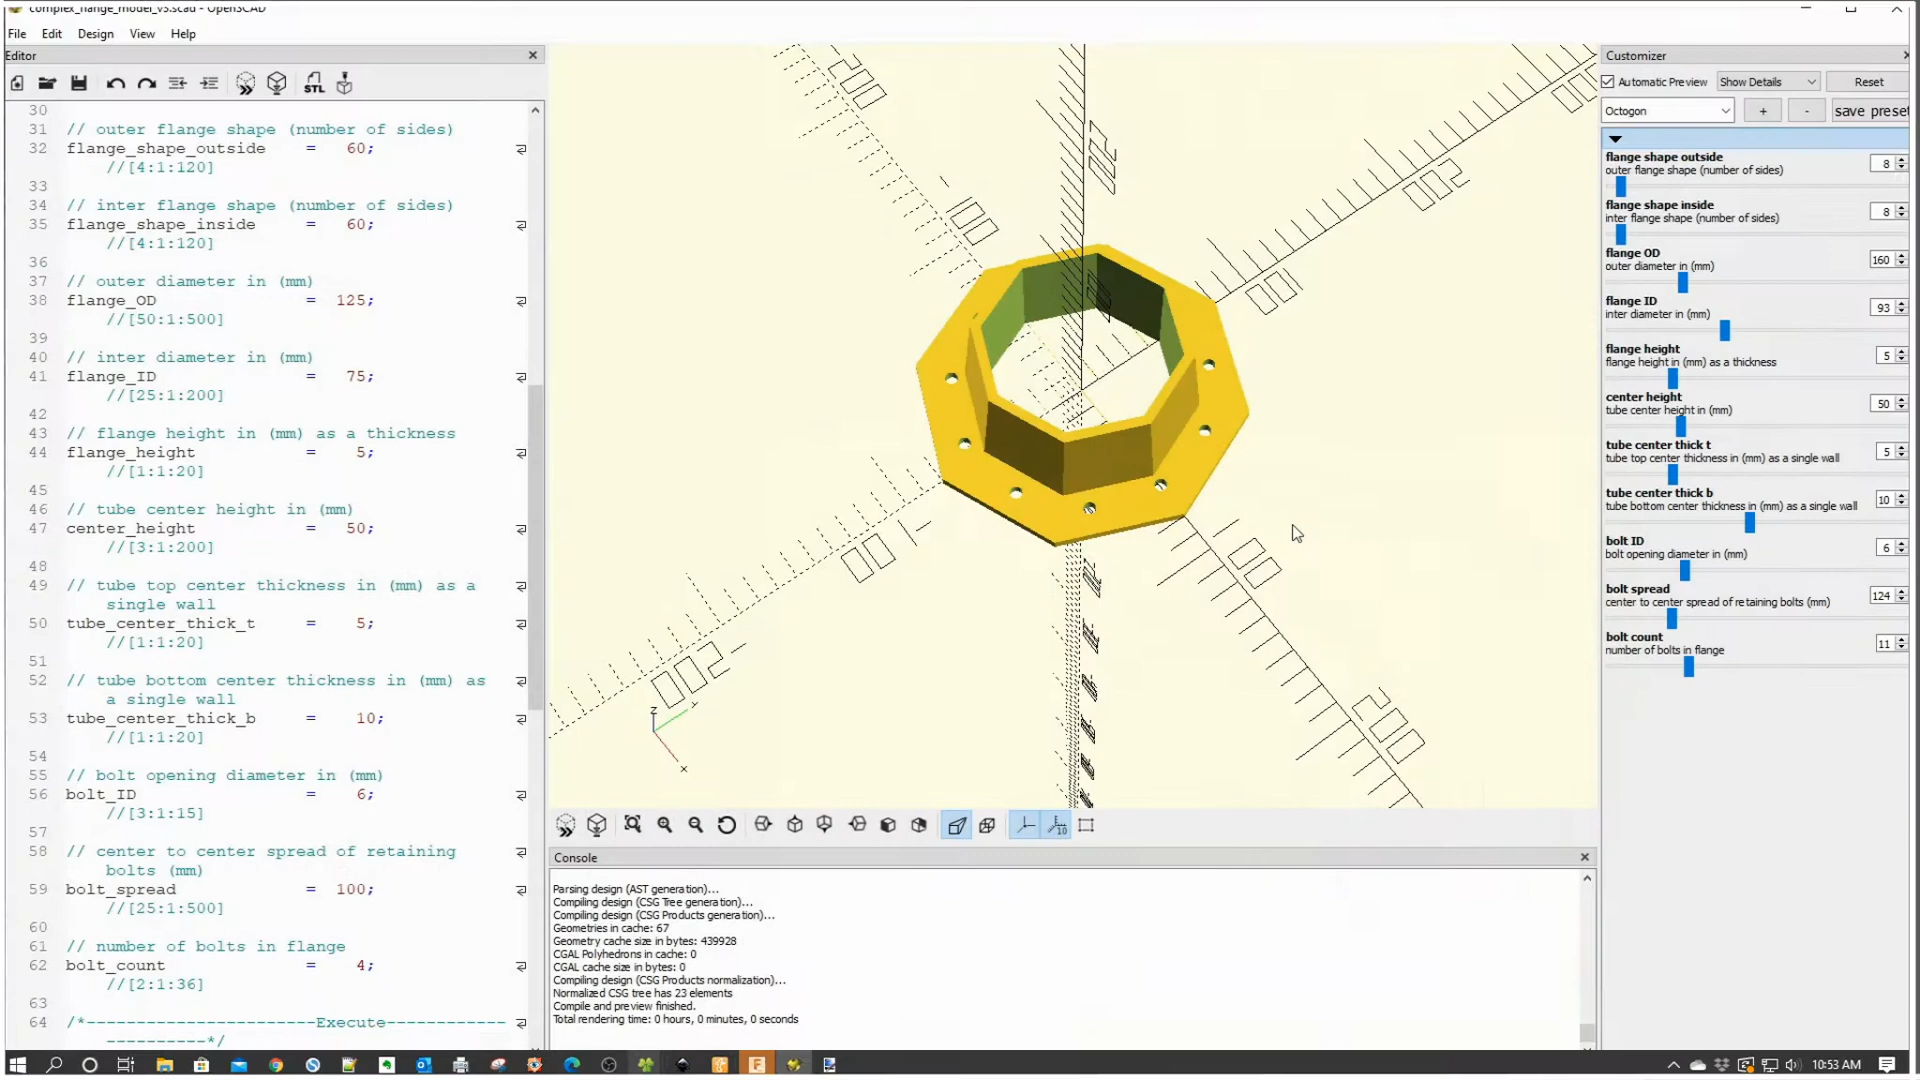 complex_flange_model_v3.scad - OpenSCAD
File Edit Design View Help
Editor
STL
30
31 // outer flange shape (number of sides)
32 flange_shape_outside = 60;
//[4:1:120]
33
34 // inter flange shape (number of sides)
35 flange_shape_inside = 60;
//[4:1:120]
36
37 // outer diameter in (mm)
38 flange_OD = 125;
//[50:1:500]
39
40 // inter diameter in (mm)
41 flange_ID = 75;
//[25:1:200]
42
43 // flange height in (mm) as a thickness
44 flange_height = 5;
//[1:1:20]
45
46 // tube center height in (mm)
47 center_height = 50;
//[3:1:200]
48
49 // tube top center thickness in (mm) as a
single wall
50 tube_center_thick_t = 5;
//[1:1:20]
51
52 // tube bottom center thickness in (mm) as
a single wall
53 tube_center_thick_b = 10;
//[1:1:20]
54
55 // bolt opening diameter in (mm)
56 bolt_ID = 6;
//[3:1:15]
57
58 // center to center spread of retaining
bolts (mm)
59 bolt_spread = 100;
//[25:1:500]
60
61 // number of bolts in flange
62 bolt_count = 4;
//[2:1:36]
63
64 /*----------------------Execute------------
----------*/
200
100
200
100
100
200
100
200
z
x
10
Console
Parsing design (AST generation)...
Compiling design (CSG Tree generation)...
Compiling design (CSG Products generation)...
Geometries in cache: 67
Geometry cache size in bytes: 439928
CGAL Polyhedrons in cache: 0
CGAL cache size in bytes: 0
Compiling design (CSG Products normalization)...
Normalized CSG tree has 23 elements
Compile and preview finished.
Total rendering time: 0 hours, 0 minutes, 0 seconds
Customizer
Automatic Preview Show Details Reset
Octogon + - save preset
flange shape outside
outer flange shape (number of sides) 8
flange shape inside
inter flange shape (number of sides) 8
flange OD
outer diameter in (mm) 160
flange ID
inter diameter in (mm) 93
flange height
flange height in (mm) as a thickness 5
center height
tube center height in (mm) 50
tube center thick t
tube top center thickness in (mm) as a single wall 5
tube center thick b
tube bottom center thickness in (mm) as a single wall 10
bolt ID
bolt opening diameter in (mm) 6
bolt spread
center to center spread of retaining bolts (mm) 124
bolt count
number of bolts in flange 11
10:53 AM